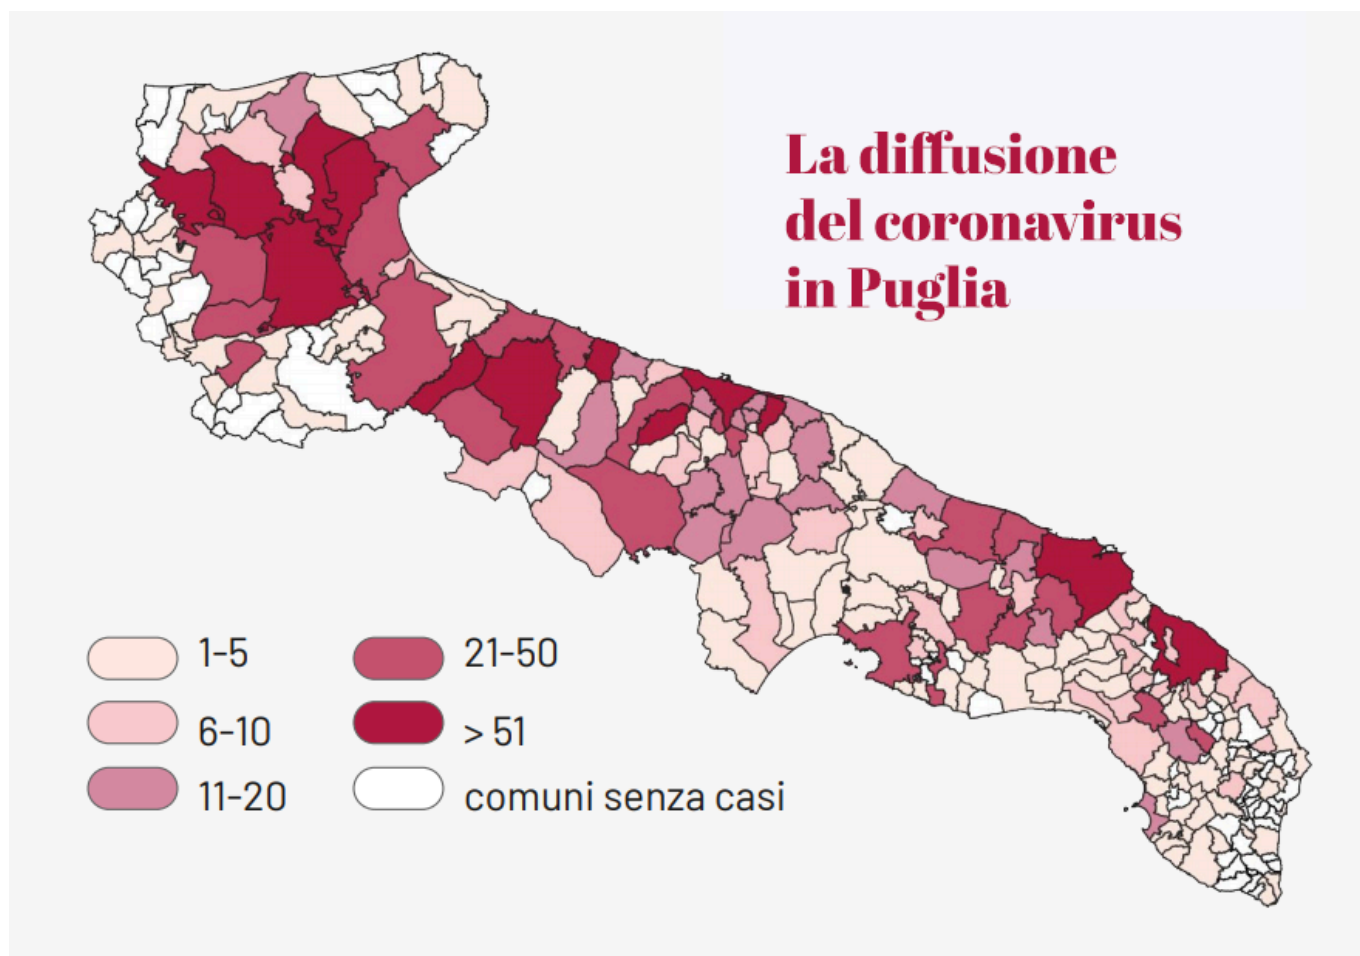 La diffusione
del coronavirus
in Puglia
1-5
6-10
11-20
21-50
> 51
comuni senza casi